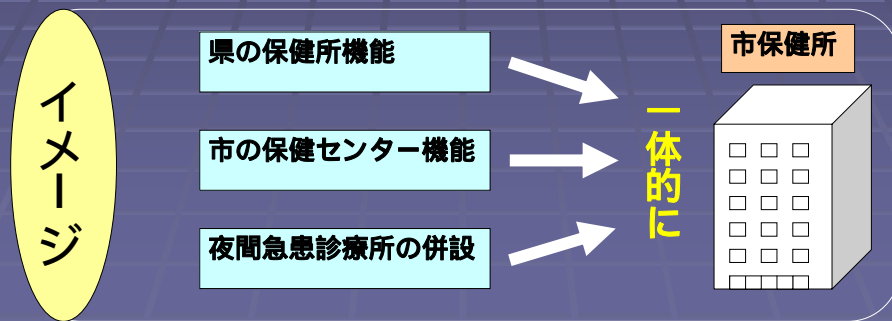 イメージ
県の保健所機能
市の保健センター機能
夜間急患診療所の併設
一体的に
市保健所